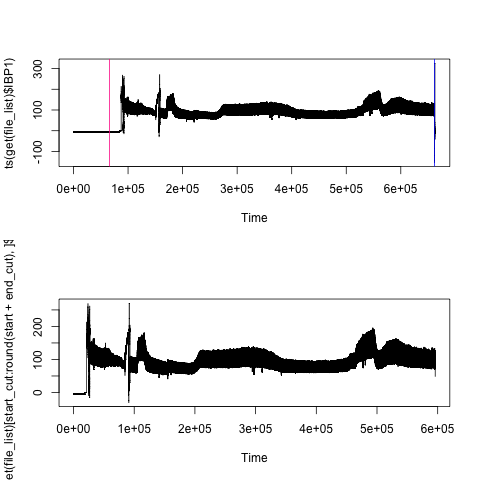 ts(get(file_list)$IBP1)
300
100
-100
0e+00 1e+05 2e+05 3e+05 4e+05 5e+05 6e+05
Time
et(file_list)[start_cut:round(start + end_cut), ]
200
100
0
0e+00 1e+05 2e+05 3e+05 4e+05 5e+05 6e+05
Time